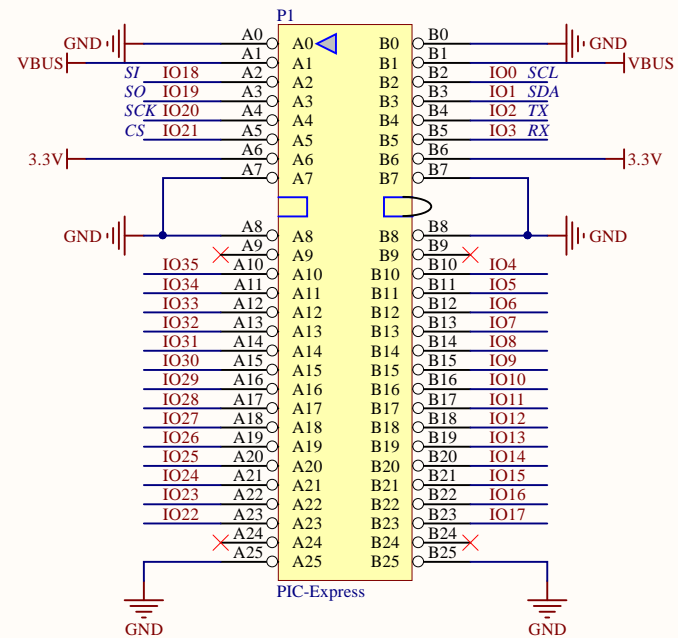 P1
GND A0 A0 B0 B0 GND
VBUS A1 A1 B1 B1 VBUS
SI IO18 A2 A2 B2 B2 IO0 SCL
SO IO19 A3 A3 B3 B3 IO1 SDA
SCK IO20 A4 A4 B4 B4 IO2 TX
CS IO21 A5 A5 B5 B5 IO3 RX
3.3V A6 A6 B6 B6 3.3V
A7 A7 B7 B7
GND A8 A8 B8 B8 GND
A9 A9 B9 B9
IO35 A10 A10 B10 B10 IO4
IO34 A11 A11 B11 B11 IO5
IO33 A12 A12 B12 B12 IO6
IO32 A13 A13 B13 B13 IO7
IO31 A14 A14 B14 B14 IO8
IO30 A15 A15 B15 B15 IO9
IO29 A16 A16 B16 B16 IO10
IO28 A17 A17 B17 B17 IO11
IO27 A18 A18 B18 B18 IO12
IO26 A19 A19 B19 B19 IO13
IO25 A20 A20 B20 B20 IO14
IO24 A21 A21 B21 B21 IO15
IO23 A22 A22 B22 B22 IO16
IO22 A23 A23 B23 B23 IO17
A24 A24 B24 B24
A25 A25 B25 B25
PIC-Express
GND GND